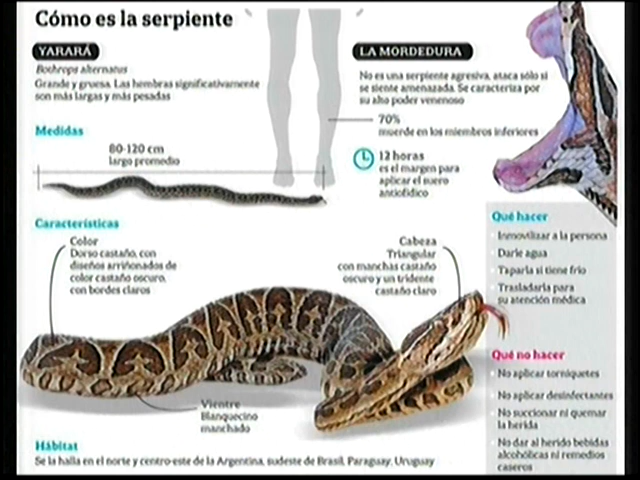 Cómo es la serpiente
YARARÁ
Bothrops alternatus
Grande y gruesa. Las hembras significativamente
son más largas y más pesadas
LA MORDEDURA
No es una serpiente agresiva, ataca sólo si
se siente amenazada. Se caracteriza por
su alto poder venenoso
70%
muerde en los miembros inferiores
12 horas
es el margen para
aplicar el suero
antiofídico
Medidas
80-120 cm
largo promedio
Características
Color
Dorso castaño, con
diseños arriñonados de
color castaño oscuro,
con bordes claros
Cabeza
Triangular
con manchas castaño
oscuro y un tridente
castaño claro
Vientre
Blanquecino
manchado
Hábitat
Se la halla en el norte y centro-este de la Argentina, sudeste de Brasil, Paraguay, Uruguay
Qué hacer
Inmovilizar a la persona
Darle agua
Taparla si tiene frío
Trasladarla para
su atención médica
Qué no hacer
No aplicar torniquetes
No aplicar desinfectantes
No succionar ni quemar
la herida
No dar al herido bebidas
alcohólicas ni remedios
caseros